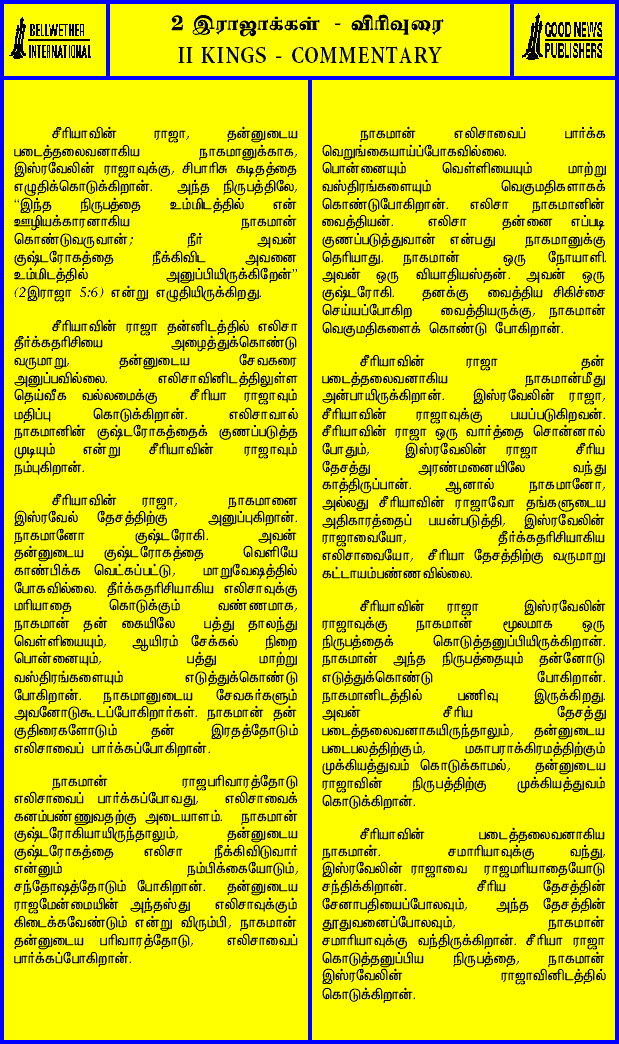 BELLWETHER
INTERNATIONAL
2 இராஜாக்கள் - விரிவுரை
II KINGS - COMMENTARY
GOOD NEWS
PUBLISHERS
சீரியாவின் ராஜா, தன்னுடைய
படைத்தலைவனாகிய நாகமானுக்காக,
இஸ்ரவேலின் ராஜாவுக்கு, சிபாரிசு கடிதத்தை
எழுதிக்கொடுக்கிறான். அந்த நிருபத்திலே,
“இந்த நிருபத்தை உம்மிடத்தில் என்
ஊழியக்காரனாகிய நாகமான்
கொண்டுவருவான்; நீர் அவன்
குஷ்டரோகத்தை நீக்கிவிட அவனை
உம்மிடத்தில் அனுப்பியிருக்கிறேன்”
(2இராஜா 5:6) என்று எழுதியிருக்கிறது.
சீரியாவின் ராஜா தன்னிடத்தில் எலிசா
தீர்க்கதரிசியை அழைத்துக்கொண்டு
வருமாறு, தன்னுடைய சேவகரை
அனுப்பவில்லை. எலிசாவினிடத்திலுள்ள
தெய்வீக வல்லமைக்கு சீரியா ராஜாவும்
மதிப்பு கொடுக்கிறான். எலிசாவால்
நாகமானின் குஷ்டரோகத்தைக் குணப்படுத்த
முடியும் என்று சீரியாவின் ராஜாவும்
நம்புகிறான்.
சீரியாவின் ராஜா, நாகமானை
இஸ்ரவேல் தேசத்திற்கு அனுப்புகிறான்.
நாகமானோ குஷ்டரோகி. அவன்
தன்னுடைய குஷ்டரோகத்தை வெளியே
காண்பிக்க வெட்கப்பட்டு, மாறுவேஷத்தில்
போகவில்லை. தீர்க்கதரிசியாகிய எலிசாவுக்கு
மரியாதை கொடுக்கும் வண்ணமாக,
நாகமான் தன் கையிலே பத்து தாலந்து
வெள்ளியையும், ஆயிரம் சேக்கல் நிறை
பொன்னையும், பத்து மாற்று
வஸ்திரங்களையும் எடுத்துக்கொண்டு
போகிறான். நாகமானுடைய சேவகர்களும்
அவனோடுகூடப்போகிறார்கள். நாகமான் தன்
குதிரைகளோடும் தன் இரதத்தோடும்
எலிசாவைப் பார்க்கப்போகிறான்.
நாகமான் ராஜபரிவாரத்தோடு
எலிசாவைப் பார்க்கப்போவது, எலிசாவைக்
கனம்பண்ணுவதற்கு அடையாளம். நாகமான்
குஷ்டரோகியாயிருந்தாலும், தன்னுடைய
குஷ்டரோகத்தை எலிசா நீக்கிவிடுவார்
என்னும் நம்பிக்கையோடும்,
சந்தோஷத்தோடும் போகிறான். தன்னுடைய
ராஜமேன்மையின் அந்தஸ்து எலிசாவுக்கும்
கிடைக்கவேண்டும் என்று விரும்பி, நாகமான்
தன்னுடைய பரிவாரத்தோடு, எலிசாவைப்
பார்க்கப்போகிறான்.
நாகமான் எலிசாவைப் பார்க்க
வெறுங்கையாய்ப்போகவில்லை.
பொன்னையும் வெள்ளியையும் மாற்று
வஸ்திரங்களையும் வெகுமதிகளாகக்
கொண்டுபோகிறான். எலிசா நாகமானின்
வைத்தியன். எலிசா தன்னை எப்படி
குணப்படுத்துவான் என்பது நாகமானுக்கு
தெரியாது. நாகமான் ஒரு நோயாளி.
அவன் ஒரு வியாதியஸ்தன். அவன் ஒரு
குஷ்டரோகி. தனக்கு வைத்திய சிகிச்சை
செய்யப்போகிற வைத்தியருக்கு, நாகமான்
வெகுமதிகளைக் கொண்டு போகிறான்.
சீரியாவின் ராஜா தன்
படைத்தலைவனாகிய நாகமான்மீது
அன்பாயிருக்கிறான். இஸ்ரவேலின் ராஜா,
சீரியாவின் ராஜாவுக்கு பயப்படுகிறவன்.
சீரியாவின் ராஜா ஒரு வார்த்தை சொன்னால்
போதும், இஸ்ரவேலின் ராஜா சீரிய
தேசத்து அரண்மனையிலே வந்து
காத்திருப்பான். ஆனால் நாகமானோ,
அல்லது சீரியாவின் ராஜாவோ தங்களுடைய
அதிகாரத்தைப் பயன்படுத்தி, இஸ்ரவேலின்
ராஜாவையோ, தீர்க்கதரிசியாகிய
எலிசாவையோ, சீரியா தேசத்திற்கு வருமாறு
கட்டாயம்பண்ணவில்லை.
சீரியாவின் ராஜா இஸ்ரவேலின்
ராஜாவுக்கு நாகமான் மூலமாக ஒரு
நிருபத்தைக் கொடுத்தனுப்பியிருக்கிறான்.
நாகமான் அந்த நிருபத்தையும் தன்னோடு
எடுத்துக்கொண்டு போகிறான்.
நாகமானிடத்தில் பணிவு இருக்கிறது.
அவன் சீரிய தேசத்து
படைத்தலைவனாகயிருந்தாலும், தன்னுடைய
படைபலத்திற்கும், மகாபராக்கிரமத்திற்கும்
முக்கியத்துவம் கொடுக்காமல், தன்னுடைய
ராஜாவின் நிருபத்திற்கு முக்கியத்துவம்
கொடுக்கிறான்.
சீரியாவின் படைத்தலைவனாகிய
நாகமான். சமாரியாவுக்கு வந்து,
இஸ்ரவேலின் ராஜாவை ராஜமரியாதையோடு
சந்திக்கிறான். சீரிய தேசத்தின்
சேனாபதியைப்போலவும், அந்த தேசத்தின்
தூதுவனைப்போலவும், நாகமான்
சமாரியாவுக்கு வந்திருக்கிறான். சீரியா ராஜா
கொடுத்தனுப்பிய நிருபத்தை, நாகமான்
இஸ்ரவேலின் ராஜாவினிடத்தில்
கொடுக்கிறான்.